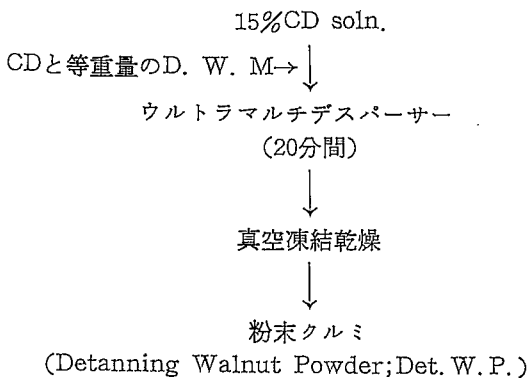 15%CD soln.
CDと等重量のD. W. M→
ウルトラマルチデスパーサー
(20分間)
真空凍結乾燥
粉末クルミ
(Detanning Walnut Powder;Det. W. P. )